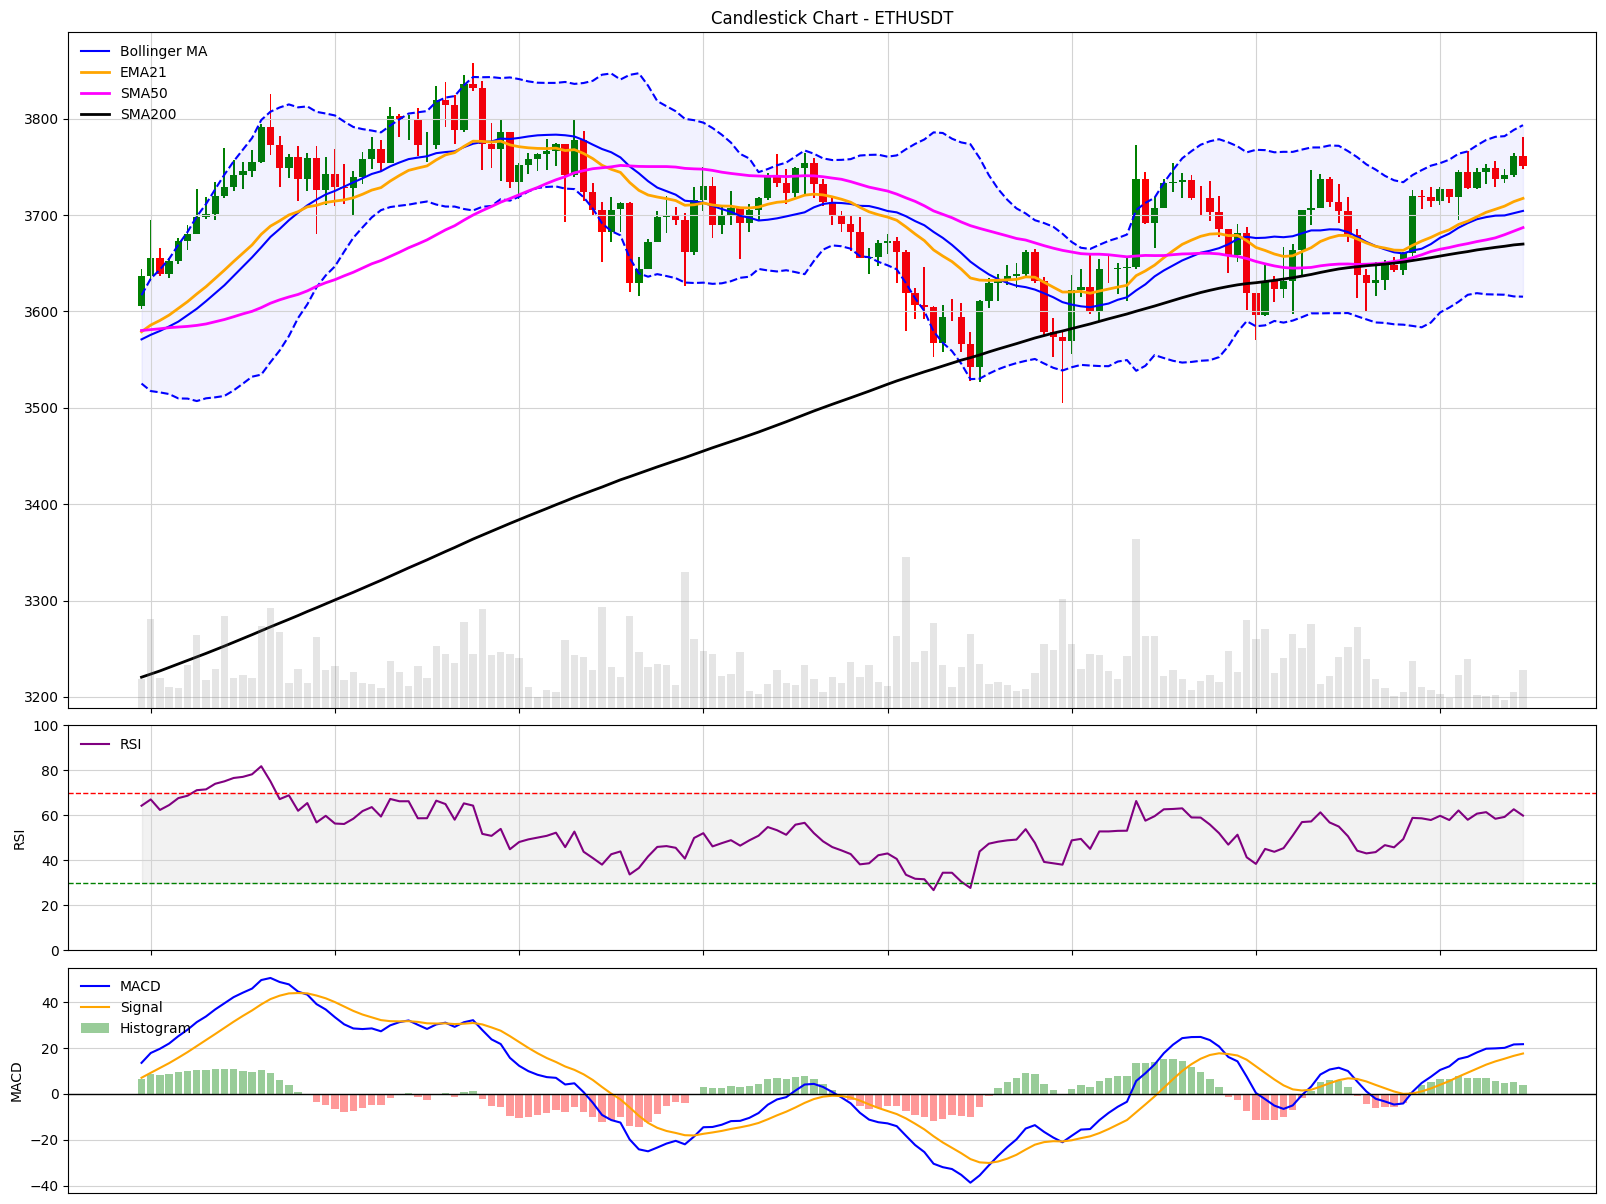 Candlestick Chart - ETHUSDT
Bollinger MA
EMA21
SMA50
SMA200
3800
3700
3600
3500
3400
3300
3200
RSI
100
80
60
40
20
0
RSI
MACD
Signal
Histogram
40
20
0
−20
−40
MACD